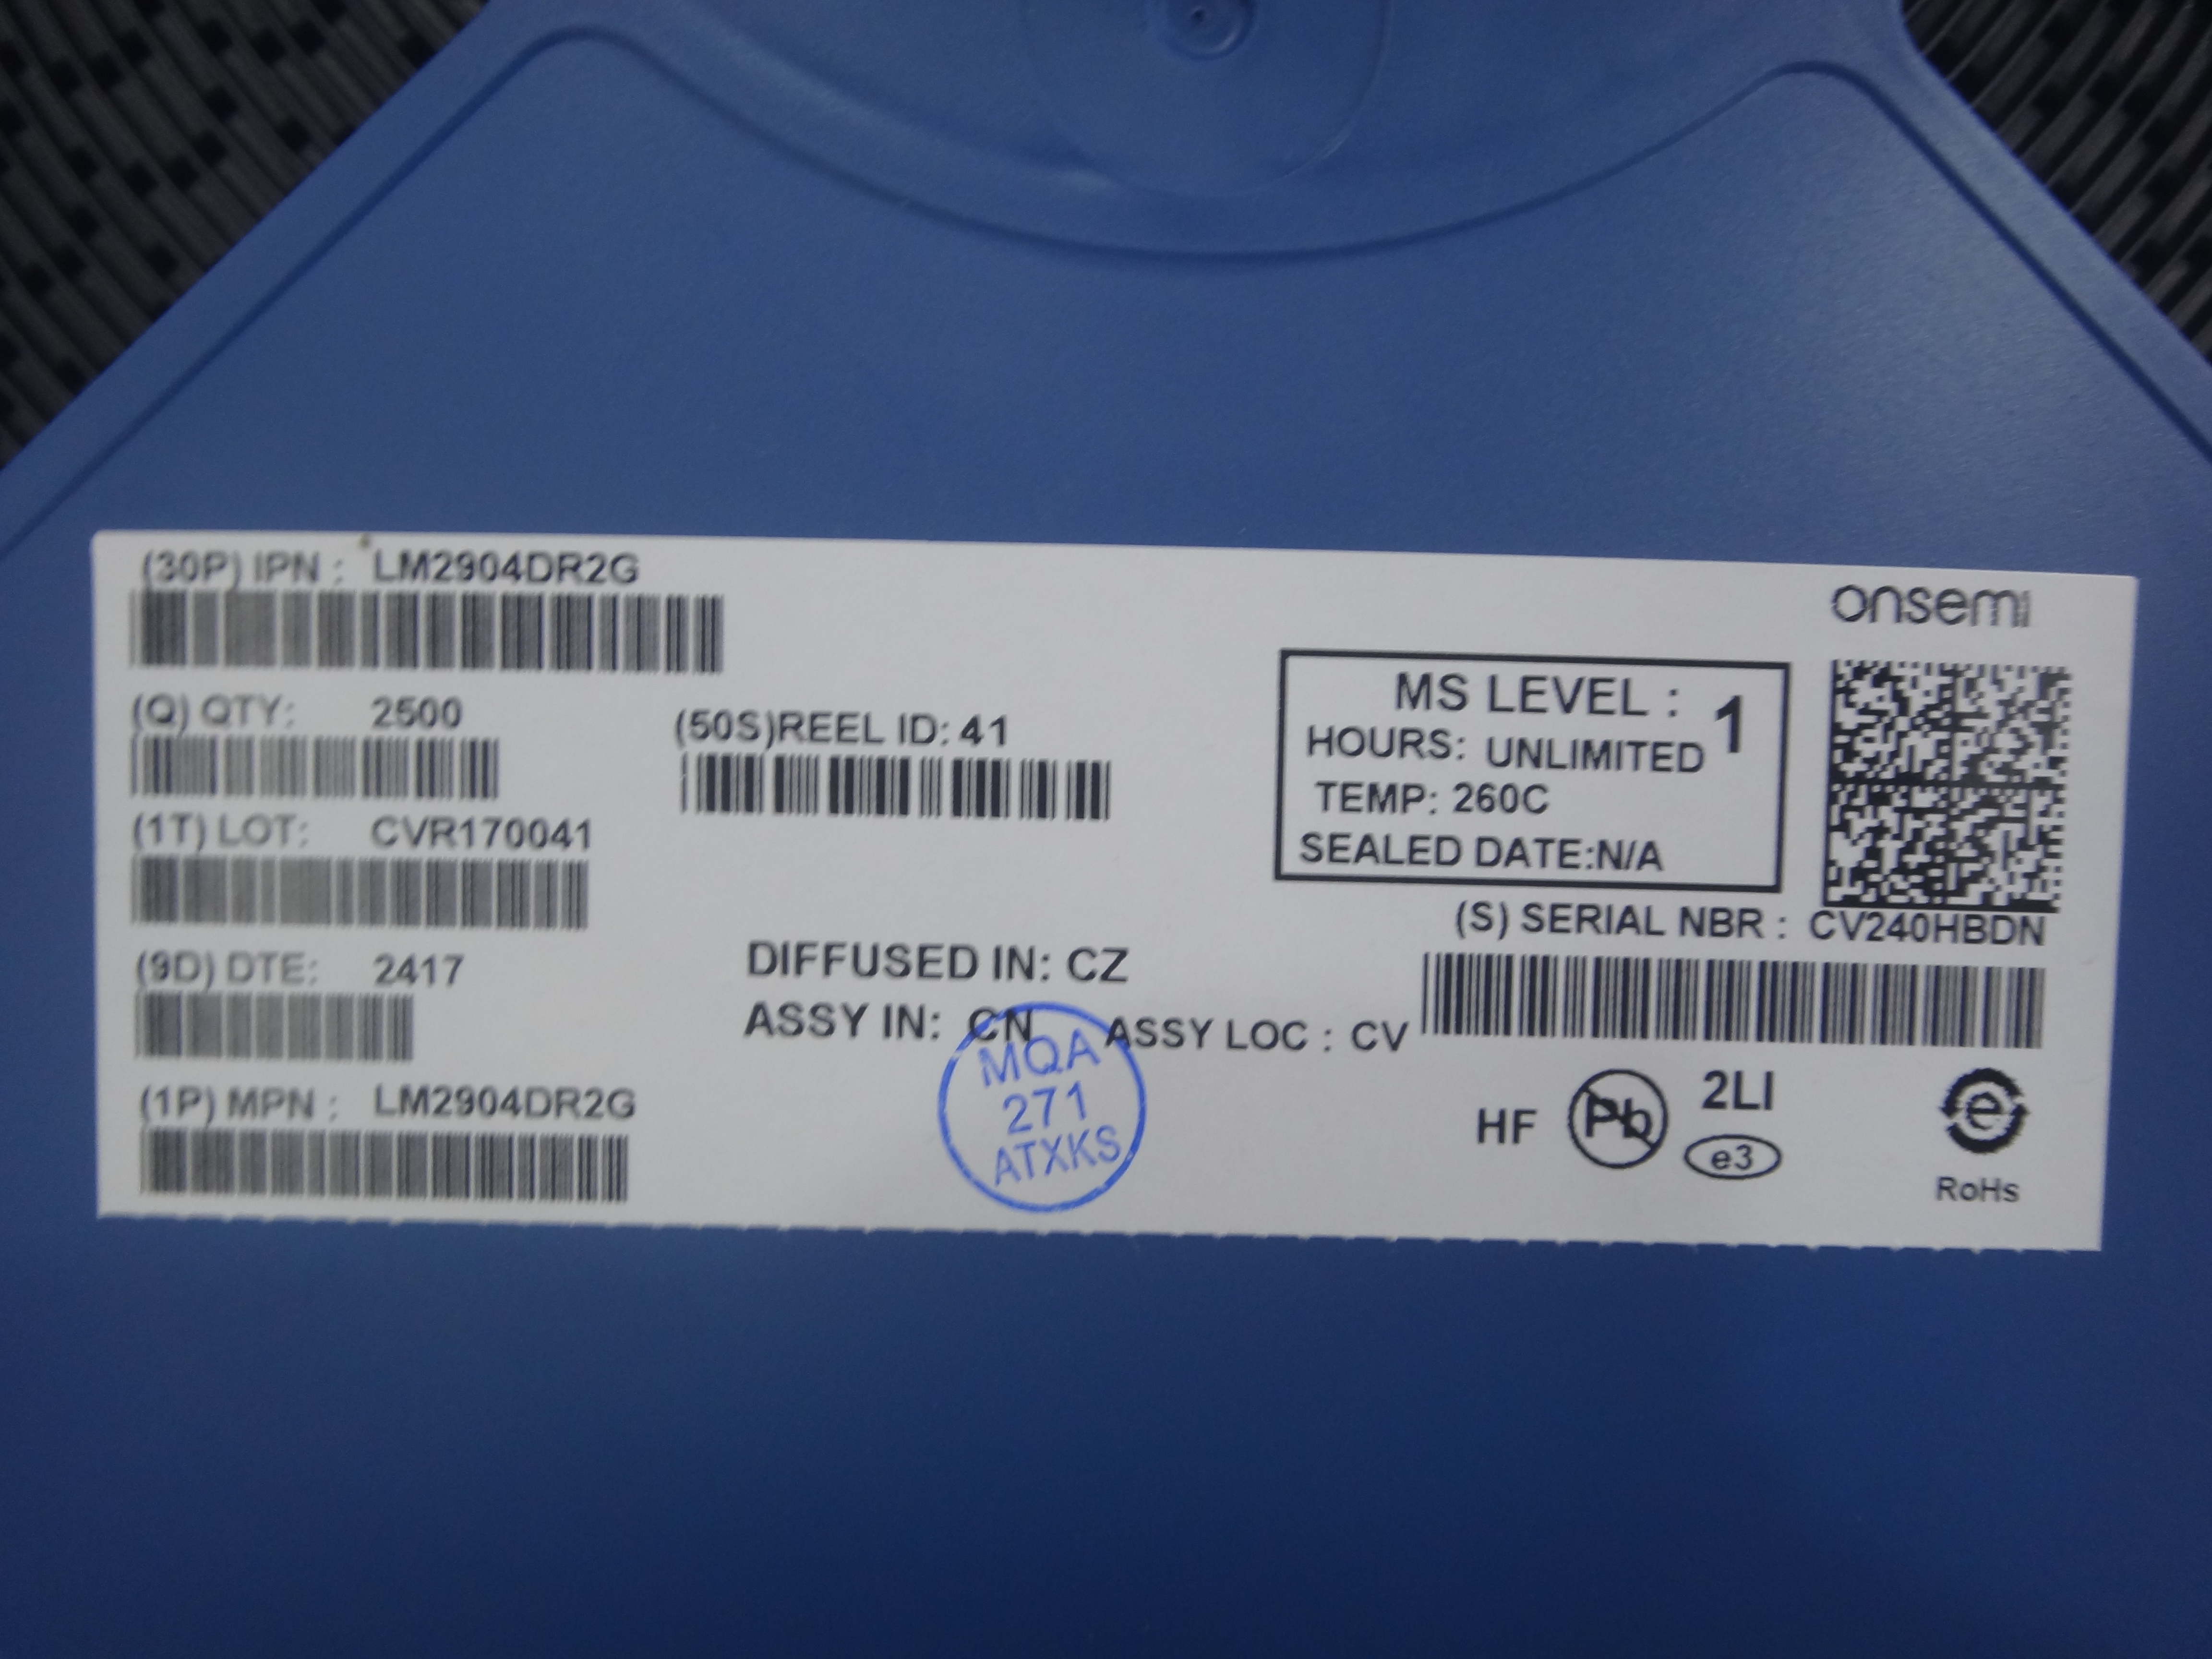 (30P) IPN : LM2904DR2G
onsemi
(Q) QTY: 2500
(50S)REEL ID: 41
MS LEVEL : 1
HOURS: UNLIMITED
TEMP: 260C
SEALED DATE:N/A
(1T) LOT: CVR170041
(S) SERIAL NBR : CV240HBDN
(9D) DTE: 2417
DIFFUSED IN: CZ
ASSY IN: CN ASSY LOC : CV
MQA
271
ATXKS
(1P) MPN : LM2904DR2G
HF Pb 2LI
e3
e
RoHs